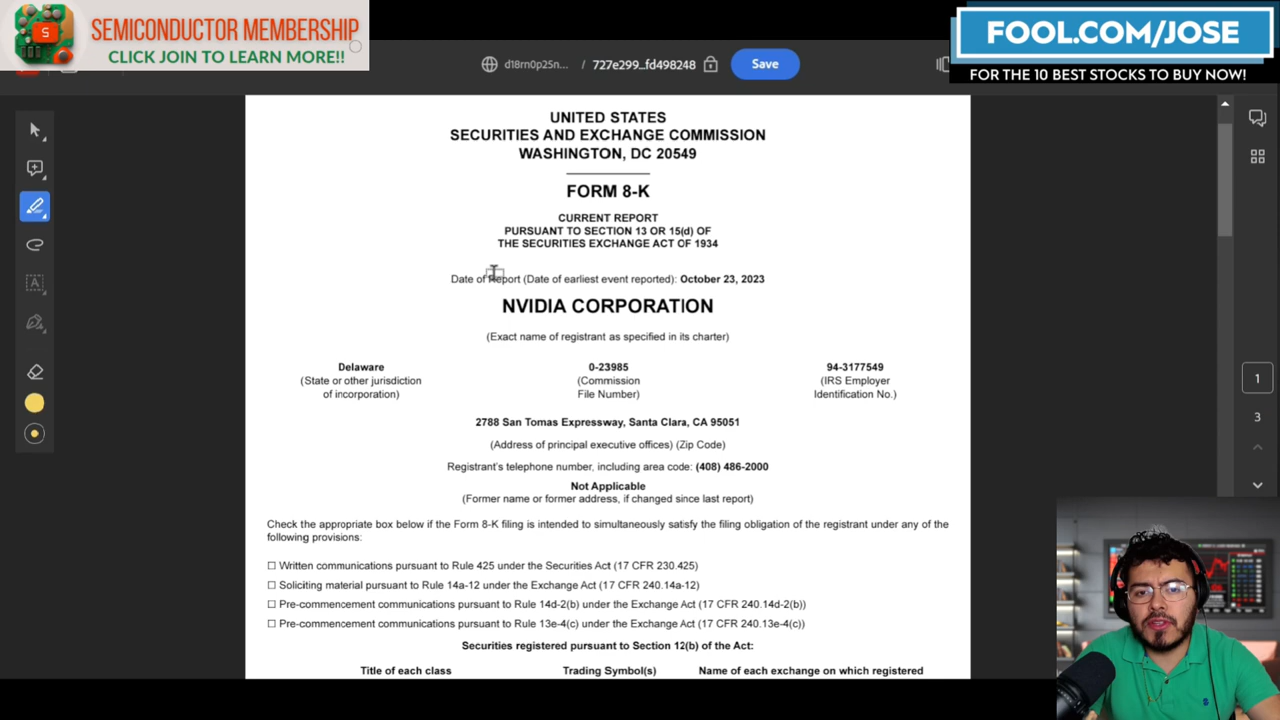 SEMICONDUCTOR MEMBERSHIP
CLICK JOIN TO LEARN MORE!!
S
FOOL.COM/JOSE
FOR THE 10 BEST STOCKS TO BUY NOW!
d18rn0p25n... / 727e299...fd498248
Save
UNITED STATES
SECURITIES AND EXCHANGE COMMISSION
WASHINGTON, DC 20549
FORM 8-K
CURRENT REPORT
PURSUANT TO SECTION 13 OR 15(d) OF
THE SECURITIES EXCHANGE ACT OF 1934
Date of Report (Date of earliest event reported): October 23, 2023
NVIDIA CORPORATION
(Exact name of registrant as specified in its charter)
Delaware 0-23985 94-3177549
(State or other jurisdiction (Commission (IRS Employer
of incorporation) File Number) Identification No.)
2788 San Tomas Expressway, Santa Clara, CA 95051
(Address of principal executive offices) (Zip Code)
Registrant's telephone number, including area code: (408) 486-2000
Not Applicable
(Former name or former address, if changed since last report)
Check the appropriate box below if the Form 8-K filing is intended to simultaneously satisfy the filing obligation of the registrant under any of the
following provisions:
☐ Written communications pursuant to Rule 425 under the Securities Act (17 CFR 230.425)
☐ Soliciting material pursuant to Rule 14a-12 under the Exchange Act (17 CFR 240.14a-12)
☐ Pre-commencement communications pursuant to Rule 14d-2(b) under the Exchange Act (17 CFR 240.14d-2(b))
☐ Pre-commencement communications pursuant to Rule 13e-4(c) under the Exchange Act (17 CFR 240.13e-4(c))
Securities registered pursuant to Section 12(b) of the Act:
Title of each class Trading Symbol(s) Name of each exchange on which registered
1
3
A